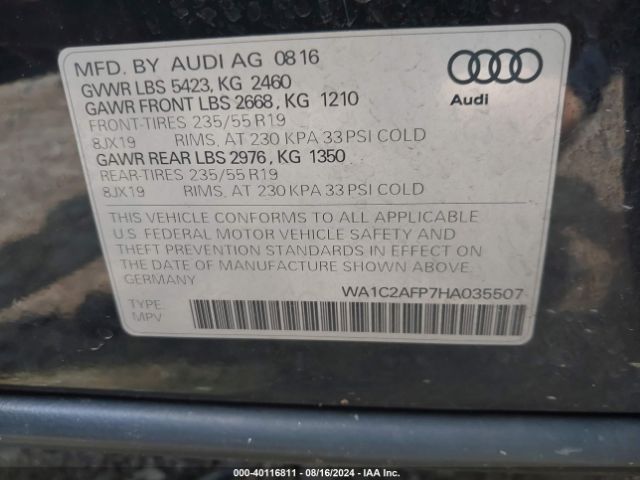 MFD. BY AUDI AG 08 16
GVWR LBS 5423, KG 2460
GAWR FRONT LBS 2668, KG 1210
FRONT-TIRES 235/55 R19
8JX19 RIMS, AT 230 KPA 33 PSI COLD
GAWR REAR LBS 2976, KG 1350
REAR-TIRES 235/55 R19
8JX19 RIMS, AT 230 KPA 33 PSI COLD
Audi
THIS VEHICLE CONFORMS TO ALL APPLICABLE
U.S. FEDERAL MOTOR VEHICLE SAFETY AND
THEFT PREVENTION STANDARDS IN EFFECT ON
THE DATE OF MANUFACTURE SHOWN ABOVE.
GERMANY
WA1C2AFP7HA035507
TYPE:
MPV
000-40116811 - 08/16/2024 - IAA Inc.